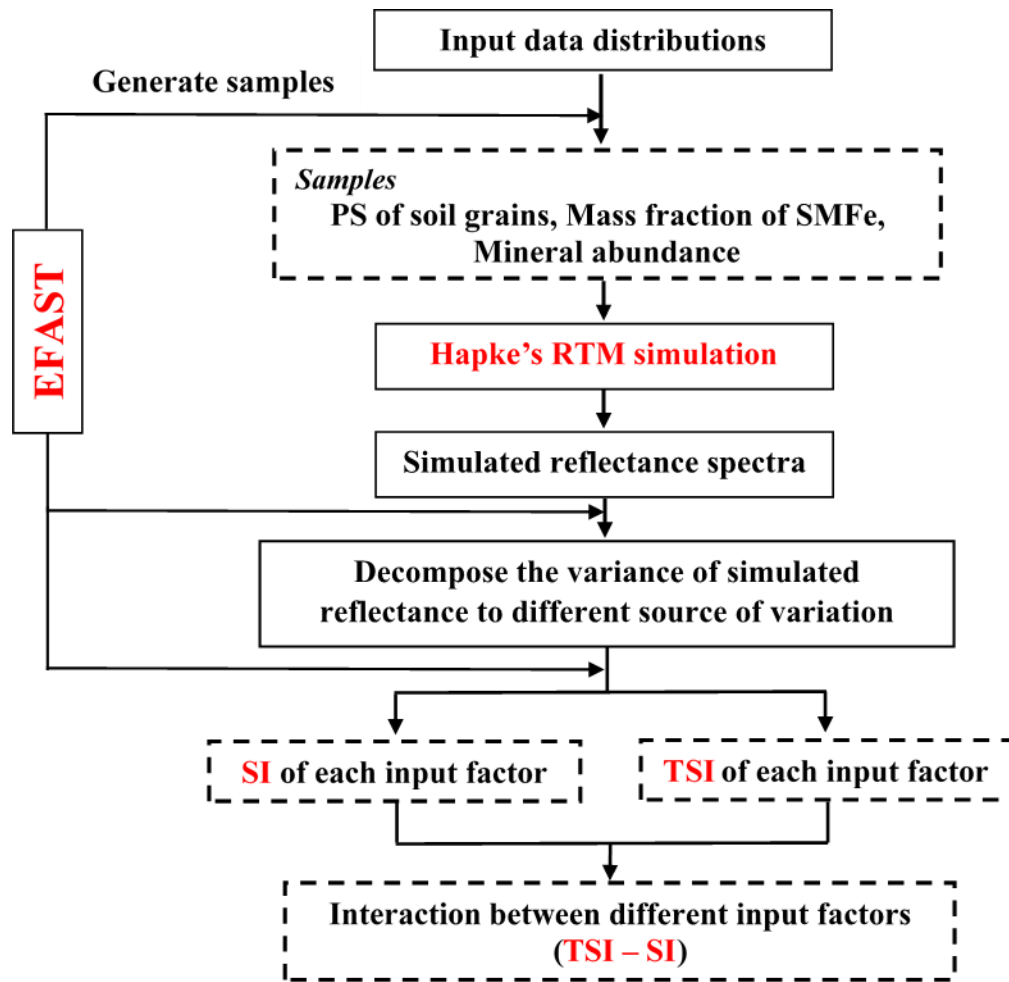 Input data distributions
Generate samples
Samples
PS of soil grains, Mass fraction of SMFe,
Mineral abundance
EFAST
Hapke’s RTM simulation
Simulated reflectance spectra
Decompose the variance of simulated
reflectance to different source of variation
SI of each input factor
TSI of each input factor
Interaction between different input factors
(TSI – SI)